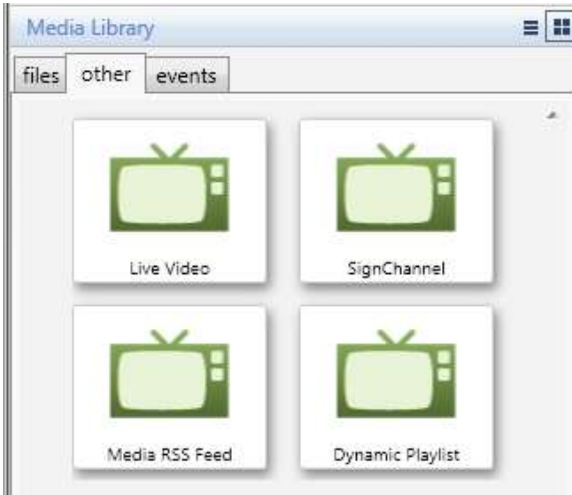 Media Library
files other events
Live Video SignChannel
Media RSS Feed Dynamic Playlist